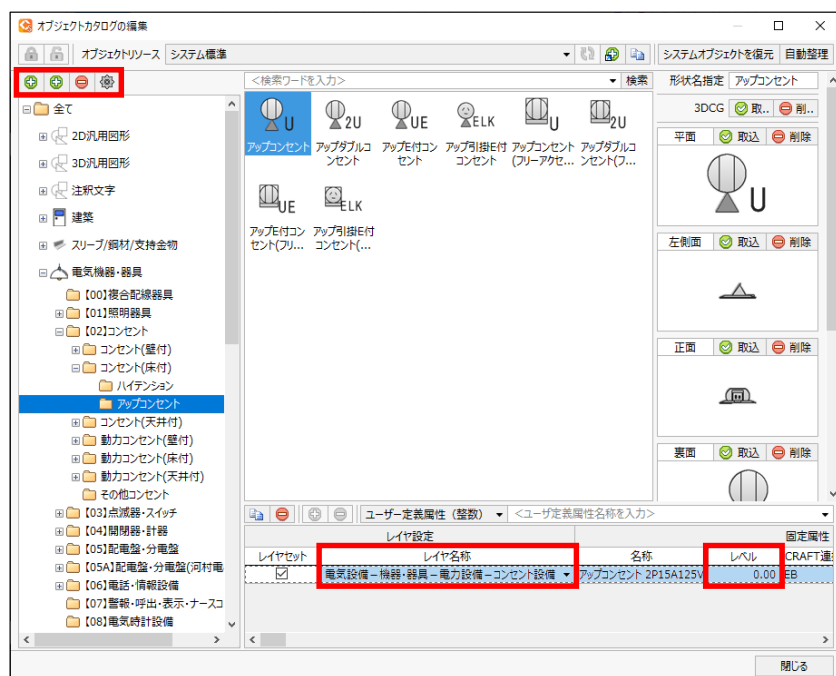 オブジェクトカタログの編集
オブジェクトリソース システム標準 システムオブジェクトを復元 自動整理
<検索ワードを入力> 検索 形状名指定 アップコンセント
全て
2D汎用図形
3D汎用図形
注釈文字
建築
スリーブ/鋼材/支持金物
電気機器・器具
【00】複合配線器具
【01】照明器具
【02】コンセント
コンセント(壁付)
コンセント(床付)
ハイテンション
アップコンセント
コンセント(天井付)
動力コンセント(壁付)
動力コンセント(床付)
動力コンセント(天井付)
その他コンセント
【03】点滅器・スイッチ
【04】開閉器・計器
【05】配電盤・分電盤
【05A】配電盤・分電盤(河村電
【06】電話・情報設備
【07】警報・呼出・表示・ナースコ
【08】電気時計設備
U 2U UE ELK U 2U
アップコンセント アップダブルコンセント アップE付コンセント アップ引掛E付コンセント アップコンセント(フリーアクセ... アップダブルコンセント(フ...
UE ELK
アップE付コンセント(フリ... アップ引掛E付コンセント(...
3DCG 取.. 削..
平面 取込 削除
U
左側面 取込 削除
正面 取込 削除
裏面 取込 削除
ユーザー定義属性（整数） <ユーザ定義属性名称を入力>
レイヤ設定 固定属性
レイヤセット レイヤ名称 名称 レベル CRAFT連
電気設備－機器・器具－電力設備－コンセント設備 アップコンセント 2P15A125V 0.00 EB
閉じる